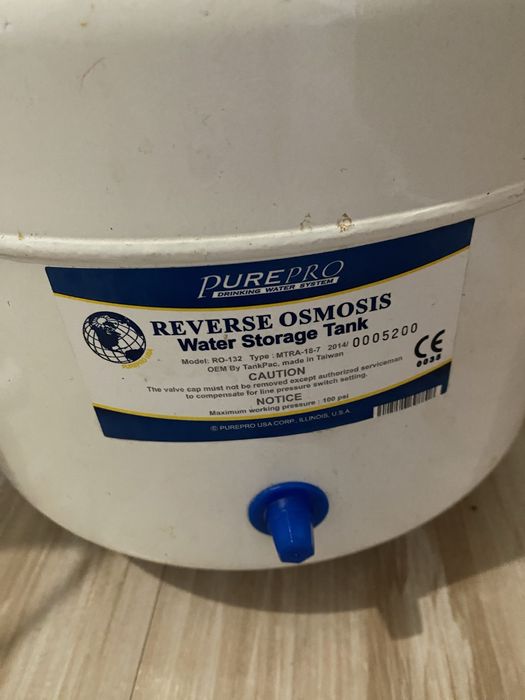 PUREPRO
DRINKING WATER SYSTEM
REVERSE OSMOSIS
Water Storage Tank
Model: RO-132 Type : MTRA-18-7 2014/ 0005200
OEM By TankPac, made in Taiwan
CE
0036
CAUTION
The valve cap must not be removed except authorized serviceman
to compensate for line pressure switch setting.
NOTICE
Maximum working pressure : 100 psi
© PUREPRO USA CORP. ILLINOIS, U.S.A.